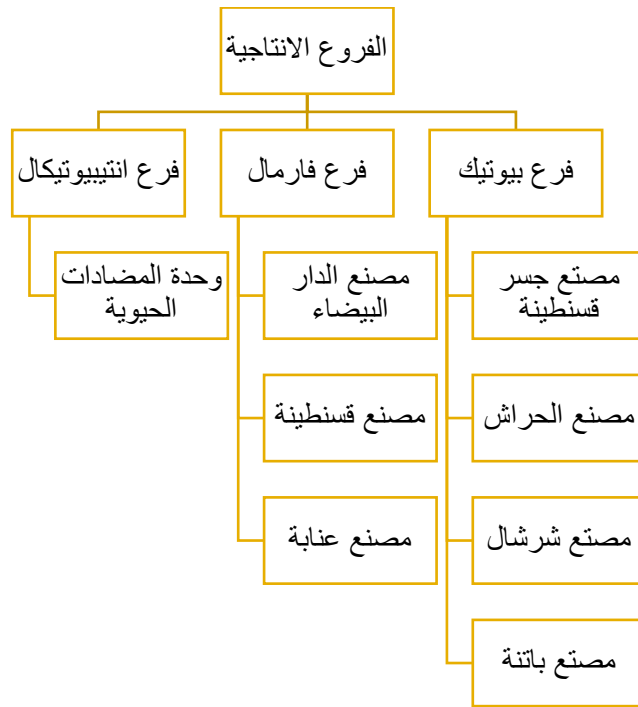 الفروع الانتاجية
فرع بيوتيك
فرع فارمال
فرع انتيبيوتيكال
مصتع جسر
قسنطينة
مصنع الحراش
مصتع شرشال
مصتع باتنة
مصنع الدار
البيضاء
مصنع قسنطينة
مصنع عنابة
وحدة المضادات
الحيوية